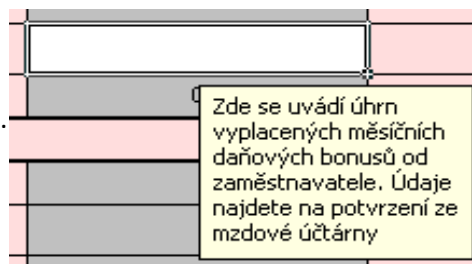 Zde se uvádí úhrn
vyplacených měsíčních
daňových bonusů od
zaměstnavatele. Údaje
najdete na potvrzení ze
mzdové účtárny